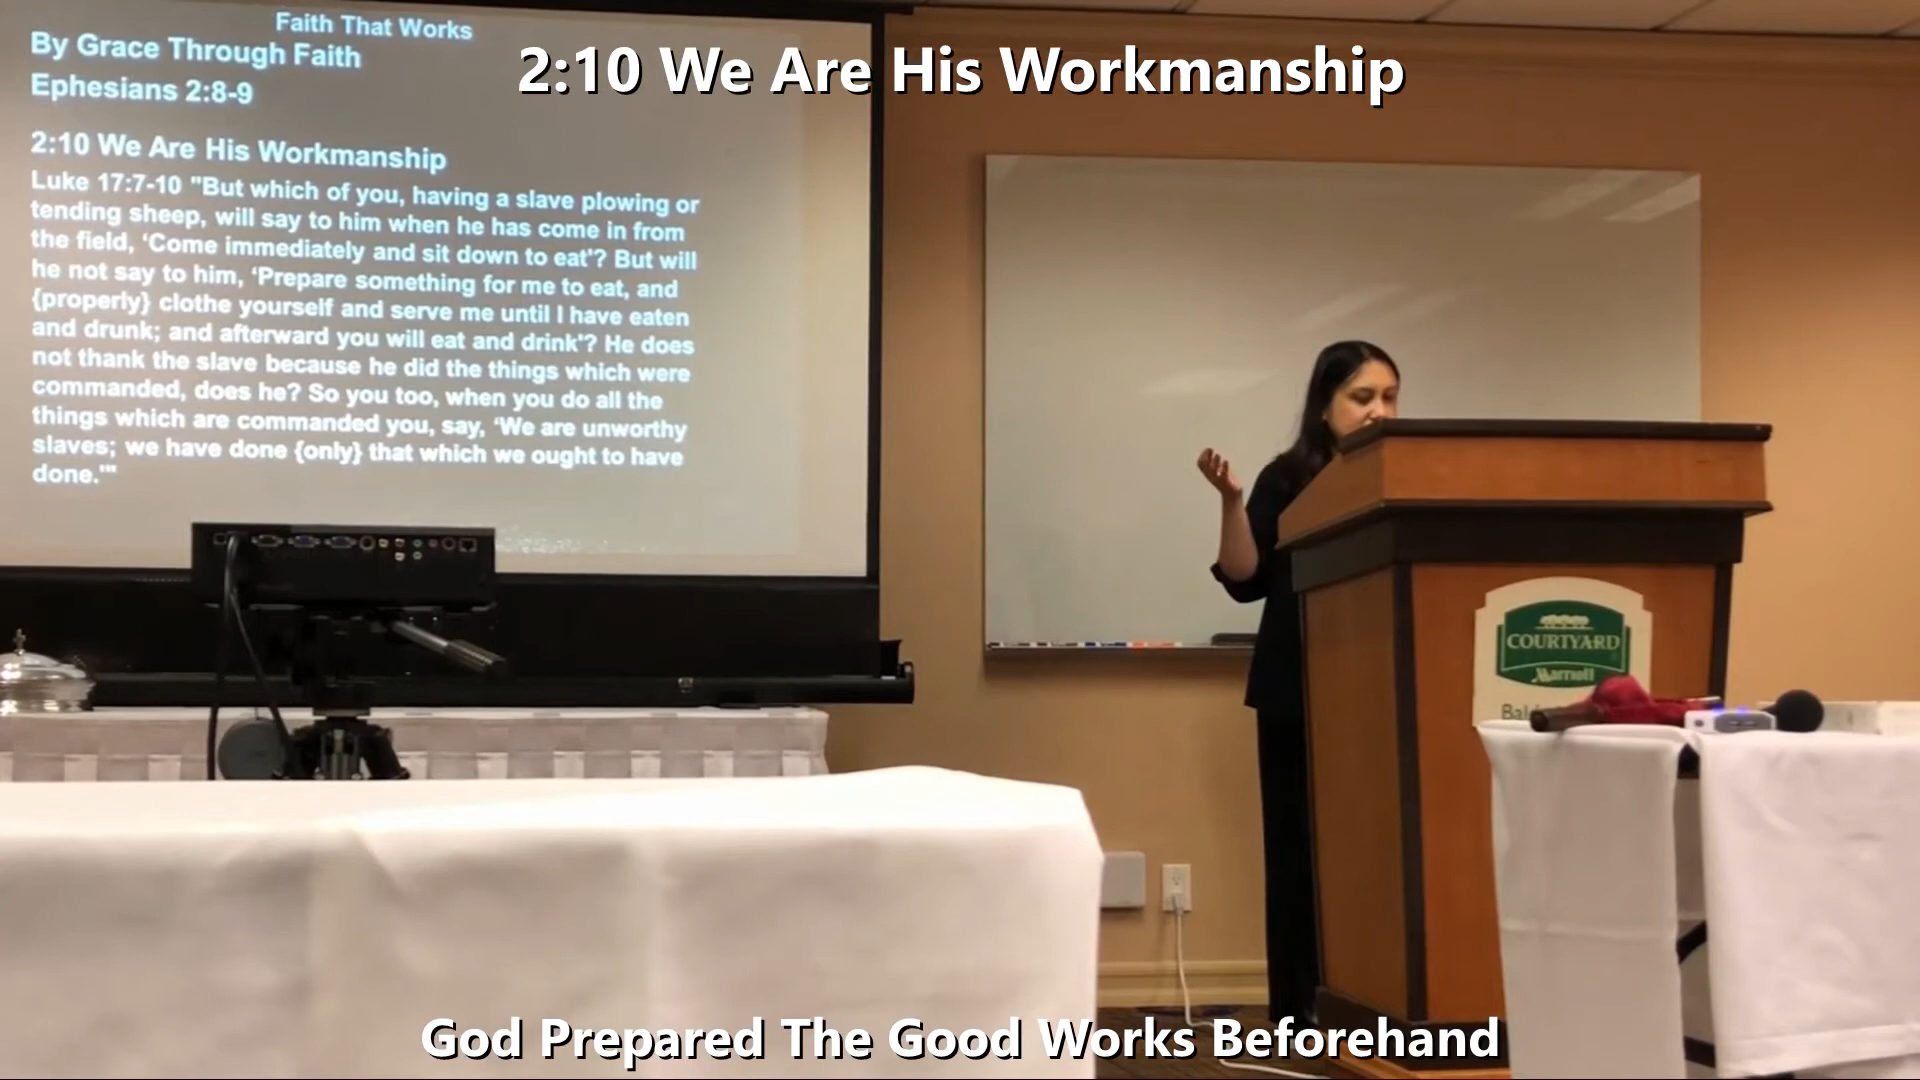 Faith That Works
By Grace Through Faith
Ephesians 2:8-9
2:10 We Are His Workmanship
Luke 17:7-10 "But which of you, having a slave plowing or
tending sheep, will say to him when he has come in from
the field, ‘Come immediately and sit down to eat'? But will
he not say to him, ‘Prepare something for me to eat, and
{properly} clothe yourself and serve me until I have eaten
and drunk; and afterward you will eat and drink'? He does
not thank the slave because he did the things which were
commanded, does he? So you too, when you do all the
things which are commanded you, say, ‘We are unworthy
slaves; we have done {only} that which we ought to have
done.'"
2:10 We Are His Workmanship
COURTYARD
Marriott
God Prepared The Good Works Beforehand